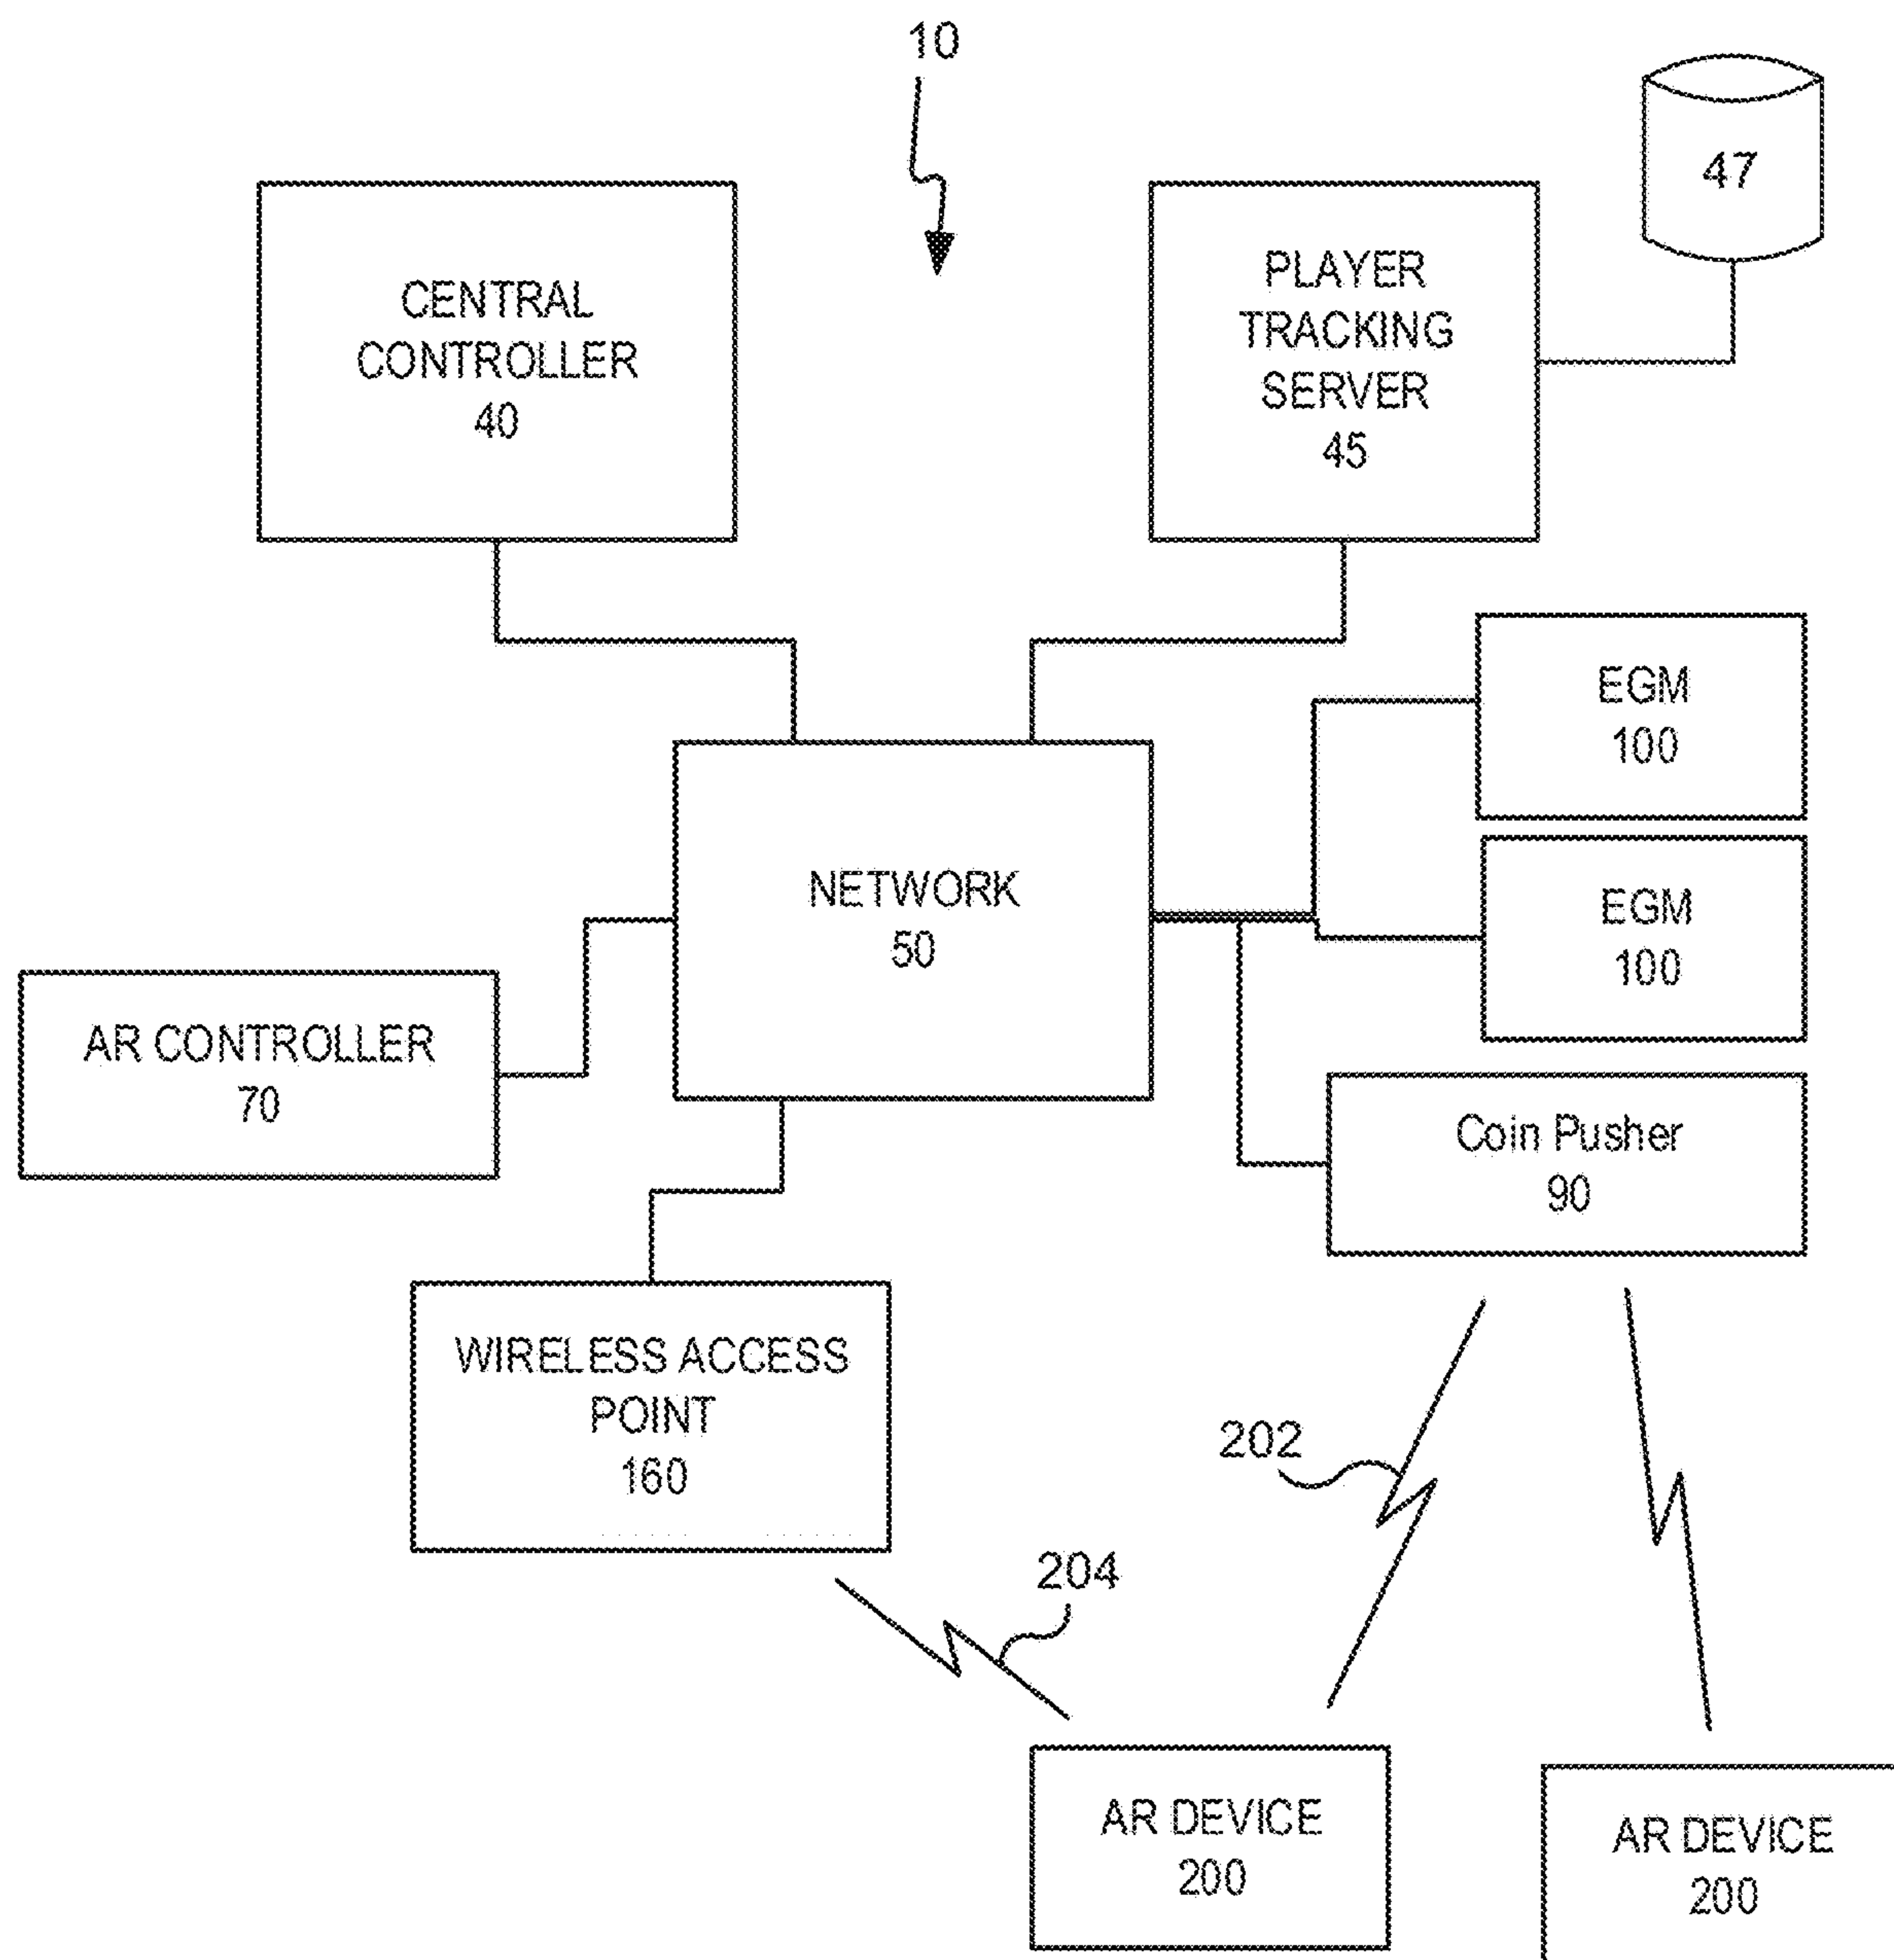 10
47
CENTRAL
CONTROLLER
40
PLAYER
TRACKING
SERVER
45
EGM
100
NETWORK
50
EGM
100
AR CONTROLLER
70
Coin Pusher
90
WIRELESS ACCESS
POINT
160
202
204
AR DEVICE
200
AR DEVICE
200